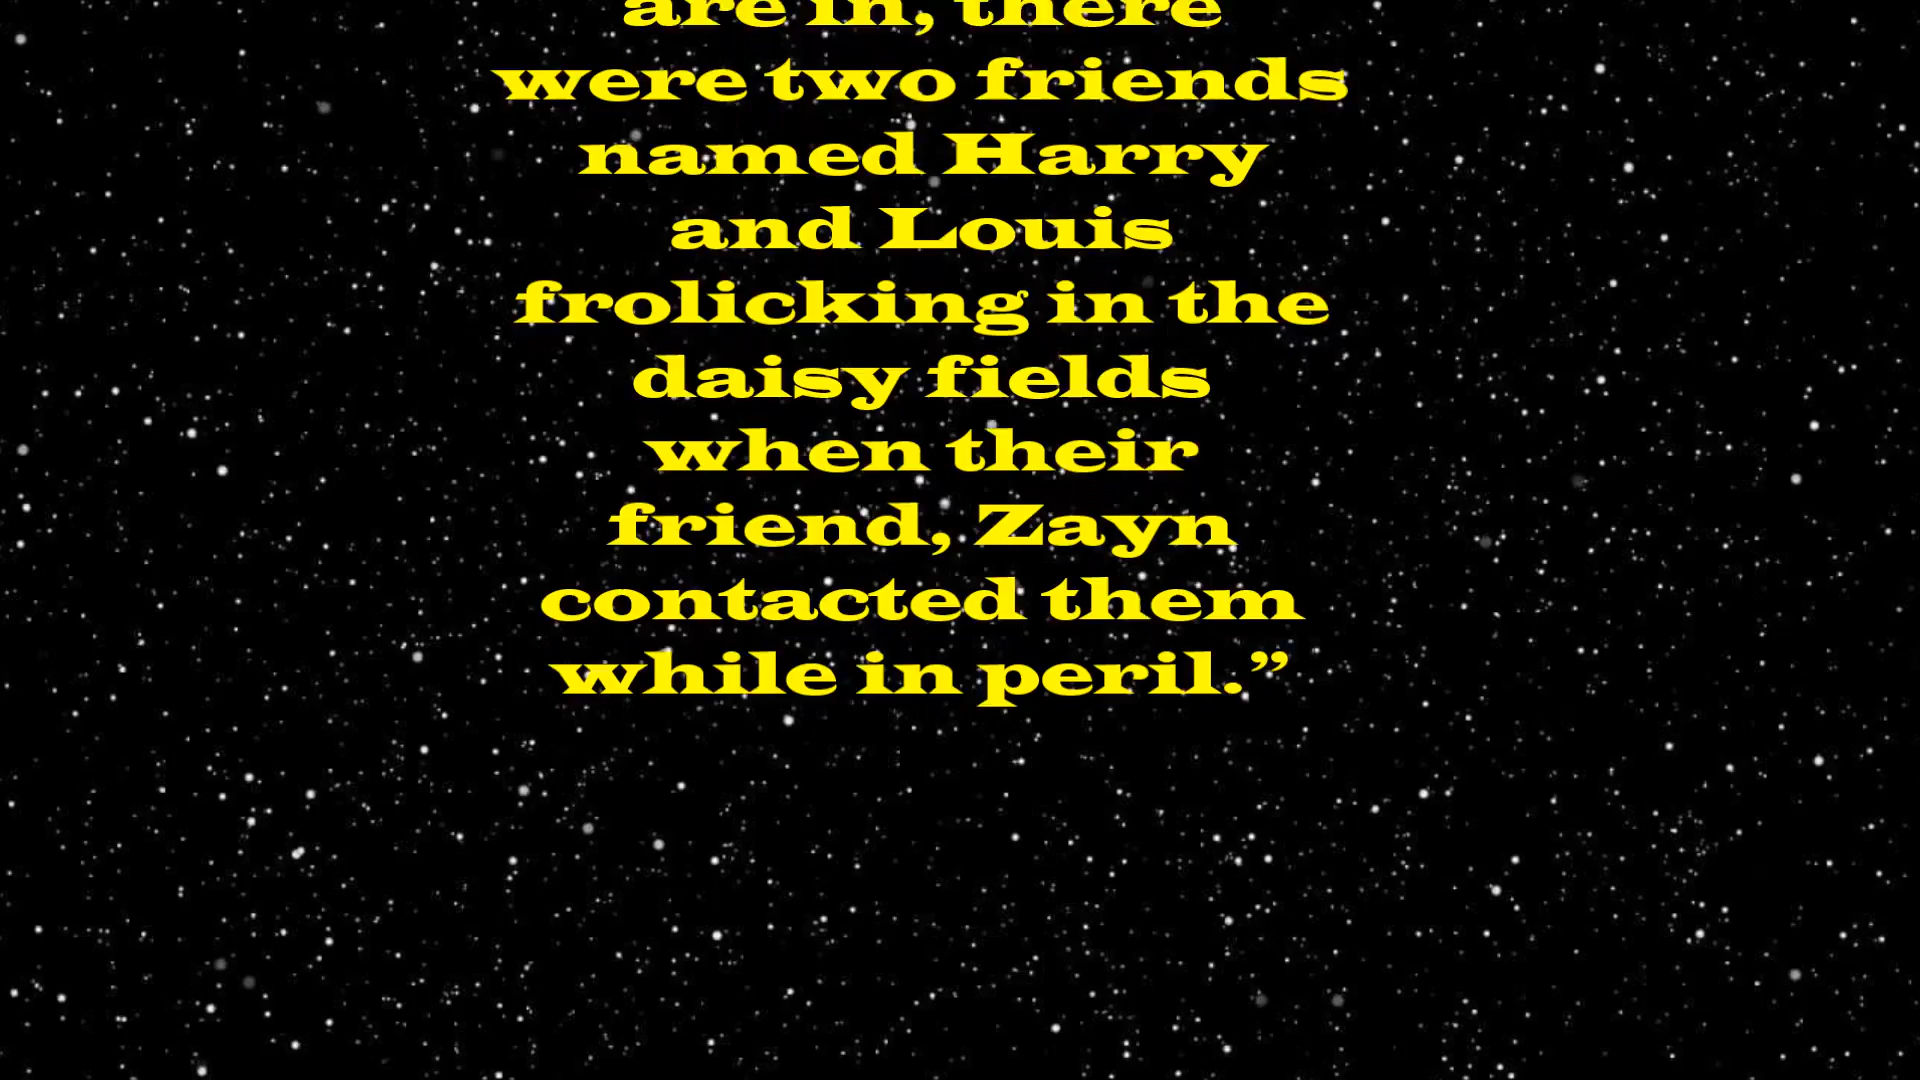 are in, there
were two friends
named Harry
and Louis
frolicking in the
daisy fields
when their
friend, Zayn
contacted them
while in peril.”